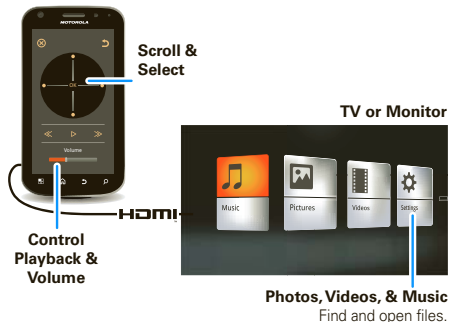 MOTOROLA
OK
Volume
Scroll &
Select
Control
Playback &
Volume
HDMI
TV or Monitor
Music
Pictures
Videos
Settings
Photos, Videos, & Music
Find and open files.